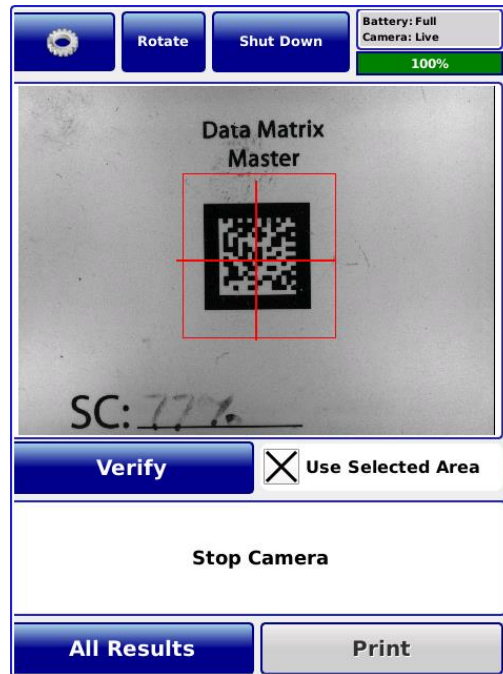 Rotate
Shut Down
Battery: Full
Camera: Live
100%
Data Matrix
Master
SC: 77%
Verify
Use Selected Area
Stop Camera
All Results
Print